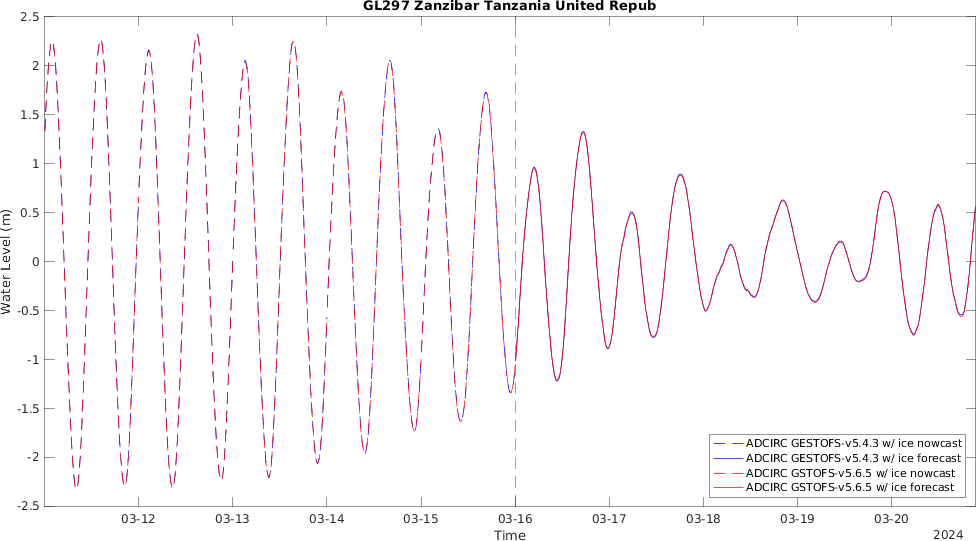 GL297 Zanzibar Tanzania United Repub
2.5
2
1.5
1
0.5
0
-0.5
-1
-1.5
-2
-2.5
Water Level (m)
ADCIRC GESTOFS-v5.4.3 w/ ice nowcast
ADCIRC GESTOFS-v5.4.3 w/ ice forecast
ADCIRC GSTOFS-v5.6.5 w/ ice nowcast
ADCIRC GSTOFS-v5.6.5 w/ ice forecast
03-12 03-13 03-14 03-15 03-16 03-17 03-18 03-19 03-20
Time
2024